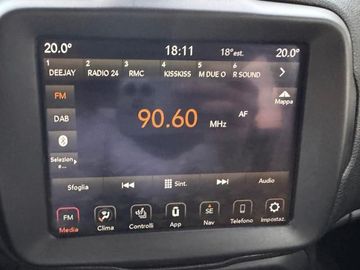 20.0° 18:11 18°est. 20.0°
1 DEEJAY 2 RADIO 24 3 RMC 4 KISSKISS 5 M DUE O 6 R SOUND
FM
Mappa
90.60 MHz AF
DAB
Selezion e...
Sfoglia Sint. Audio
FM SE
Media Clima Controlli App Nav Telefono Impostaz.